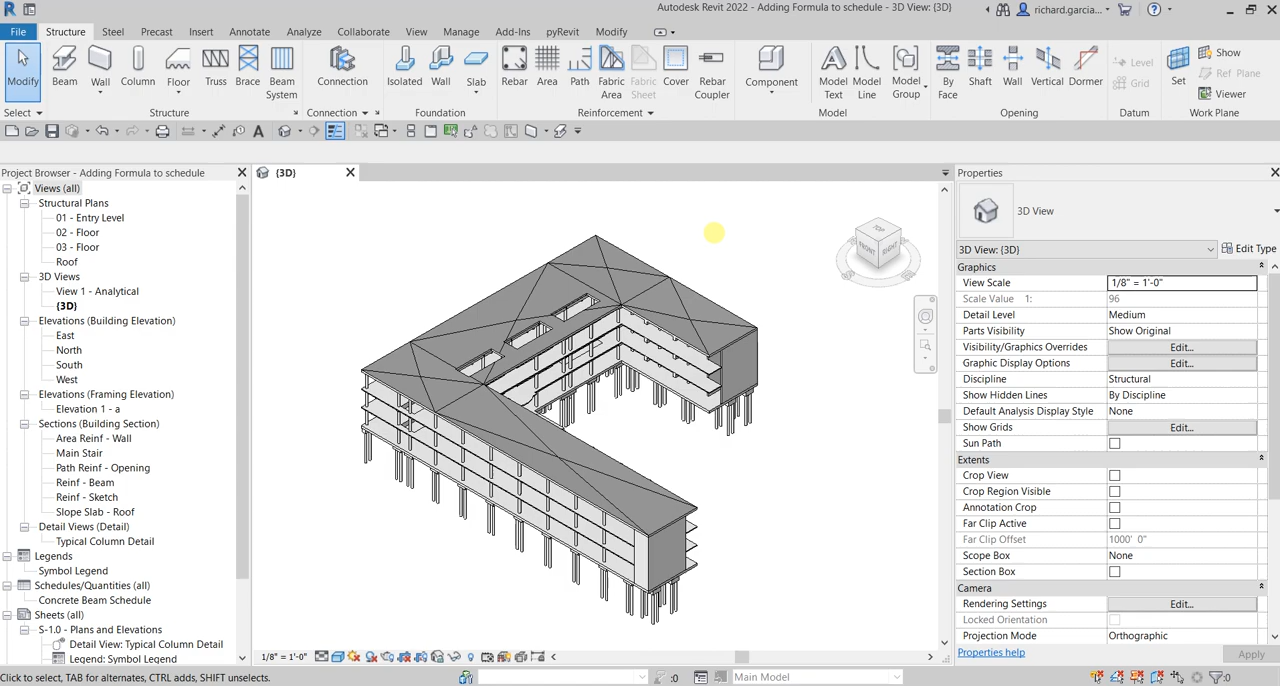 Autodesk Revit 2022 - Adding Formula to schedule - 3D View: {3D}
richard.garcia...
File Structure Steel Precast Insert Annotate Analyze Collaborate View Manage Add-Ins pyRevit Modify
Modify Beam Wall Column Floor Truss Brace Beam System Connection Isolated Wall Slab Rebar Area Path Fabric Area Fabric Sheet Cover Rebar Coupler Component Model Text Model Line Model Group By Face Shaft Wall Vertical Dormer Level Grid Set Show Ref Plane Viewer
Select Structure Connection Foundation Reinforcement Model Opening Datum Work Plane
Project Browser - Adding Formula to schedule
Views (all)
Structural Plans
01 - Entry Level
02 - Floor
03 - Floor
Roof
3D Views
View 1 - Analytical
{3D}
Elevations (Building Elevation)
East
North
South
West
Elevations (Framing Elevation)
Elevation 1 - a
Sections (Building Section)
Area Reinf - Wall
Main Stair
Path Reinf - Opening
Reinf - Beam
Reinf - Sketch
Slope Slab - Roof
Detail Views (Detail)
Typical Column Detail
Legends
Symbol Legend
Schedules/Quantities (all)
Concrete Beam Schedule
Sheets (all)
S-1.0 - Plans and Elevations
Detail View: Typical Column Detail
Legend: Symbol Legend
{3D}
TOP
FRONT
RIGHT
1/8" = 1'-0"
Properties
3D View
3D View: {3D} Edit Type
Graphics
View Scale 1/8" = 1'-0"
Scale Value 1: 96
Detail Level Medium
Parts Visibility Show Original
Visibility/Graphics Overrides Edit...
Graphic Display Options Edit...
Discipline Structural
Show Hidden Lines By Discipline
Default Analysis Display Style None
Show Grids Edit...
Sun Path
Extents
Crop View
Crop Region Visible
Annotation Crop
Far Clip Active
Far Clip Offset 1000' 0"
Scope Box None
Section Box
Camera
Rendering Settings Edit...
Locked Orientation
Projection Mode Orthographic
Properties help Apply
Click to select, TAB for alternates, CTRL adds, SHIFT unselects. :0 Main Model :0